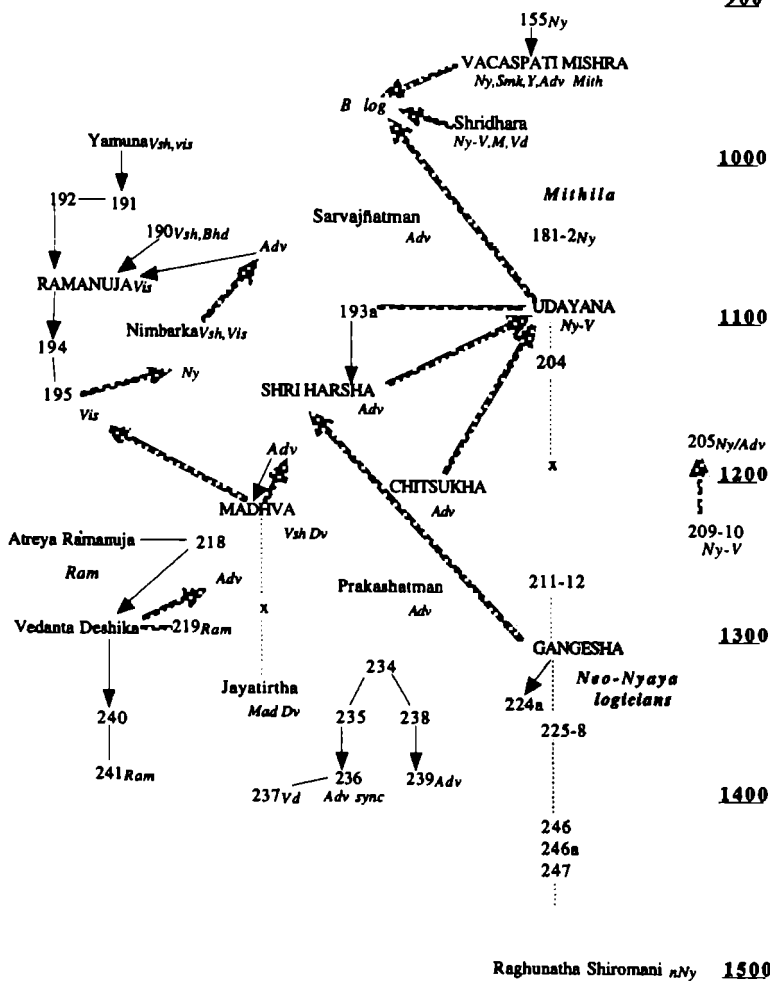 900
155Ny
VACASPATI MISHRA
Ny,Smk,Y,Adv Mith
B log
Shridhara
Ny-V,M,Vd
Yamuna Vsh,vis
1000
192 191
Mithila
Sarvajñatman
Adv
181-2Ny
190Vsh,Bhd
Adv
RAMANUJA Vis
193a
UDAYANA
Ny-V
1100
Nimbarka Vsh,Vis
194
204
195
Ny
SHRI HARSHA
Adv
Vis
205Ny/Adv
Adv
1200
CHITSUKHA
Adv
x
MADHVA
Vsh Dv
209-10
Ny-V
Atreya Ramanuja 218
Ram
Adv
Prakashatman
Adv
211-12
x
Vedanta Deshika 219Ram
1300
GANGESHA
234
Neo-Nyaya
logicians
Jayatirtha
Mad Dv
224a
240
235 238
225-8
241Ram
237Vd
236
Adv sync
239Adv
1400
246
246a
247
Raghunatha Shiromani nNy 1500